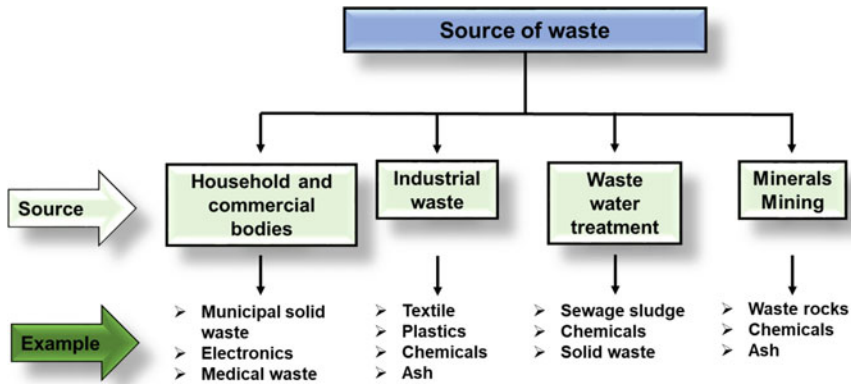 Source of waste
Source
Household and
commercial
bodies
Industrial
waste
Waste
water
treatment
Minerals
Mining
Example
➢ Municipal solid
waste
➢ Electronics
➢ Medical waste
➢ Textile
➢ Plastics
➢ Chemicals
➢ Ash
➢ Sewage sludge
➢ Chemicals
➢ Solid waste
➢ Waste rocks
➢ Chemicals
➢ Ash